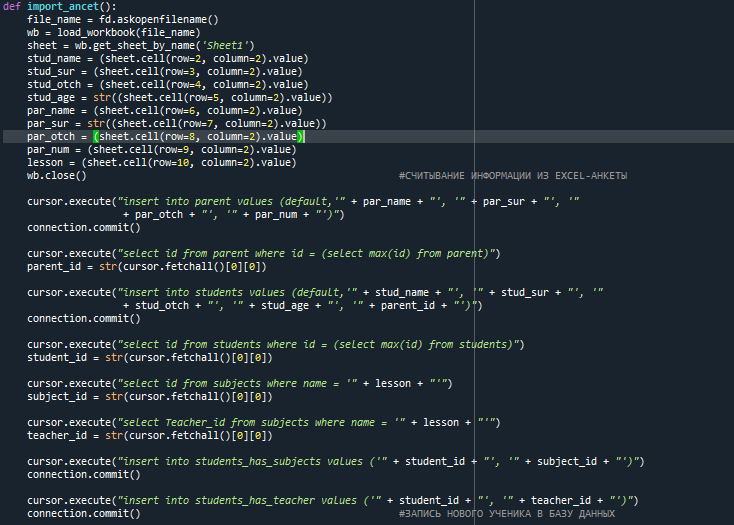 def import_ancet():
    file_name = fd.askopenfilename()
    wb = load_workbook(file_name)
    sheet = wb.get_sheet_by_name('Sheet1')
    stud_name = (sheet.cell(row=2, column=2).value)
    stud_sur = (sheet.cell(row=3, column=2).value)
    stud_otch = (sheet.cell(row=4, column=2).value)
    stud_age = str((sheet.cell(row=5, column=2).value))
    par_name = (sheet.cell(row=6, column=2).value)
    par_sur = str((sheet.cell(row=7, column=2).value))
    par_otch = (sheet.cell(row=8, column=2).value)
    par_num = (sheet.cell(row=9, column=2).value)
    lesson = (sheet.cell(row=10, column=2).value)
    wb.close() #СЧИТЫВАНИЕ ИНФОРМАЦИИ ИЗ EXCEL-АНКЕТЫ
    cursor.execute("insert into parent values (default,'" + par_name + "', '" + par_sur + "', '"
                    + par_otch + "', '" + par_num + "')")
    connection.commit()
    cursor.execute("select id from parent where id = (select max(id) from parent)")
    parent_id = str(cursor.fetchall()[0][0])
    cursor.execute("insert into students values (default,'" + stud_name + "', '" + stud_sur + "', '"
                    + stud_otch + "', '" + stud_age + "', '" + parent_id + "')")
    connection.commit()
    cursor.execute("select id from students where id = (select max(id) from students)")
    student_id = str(cursor.fetchall()[0][0])
    cursor.execute("select id from subjects where name = '" + lesson + "'")
    subject_id = str(cursor.fetchall()[0][0])
    cursor.execute("select Teacher_id from subjects where name = '" + lesson + "'")
    teacher_id = str(cursor.fetchall()[0][0])
    cursor.execute("insert into students_has_subjects values ('" + student_id + "', '" + subject_id + "')")
    connection.commit()
    cursor.execute("insert into students_has_teacher values ('" + student_id + "', '" + teacher_id + "')")
    connection.commit() #ЗАПИСЬ НОВОГО УЧЕНИКА В БАЗУ ДАННЫХ